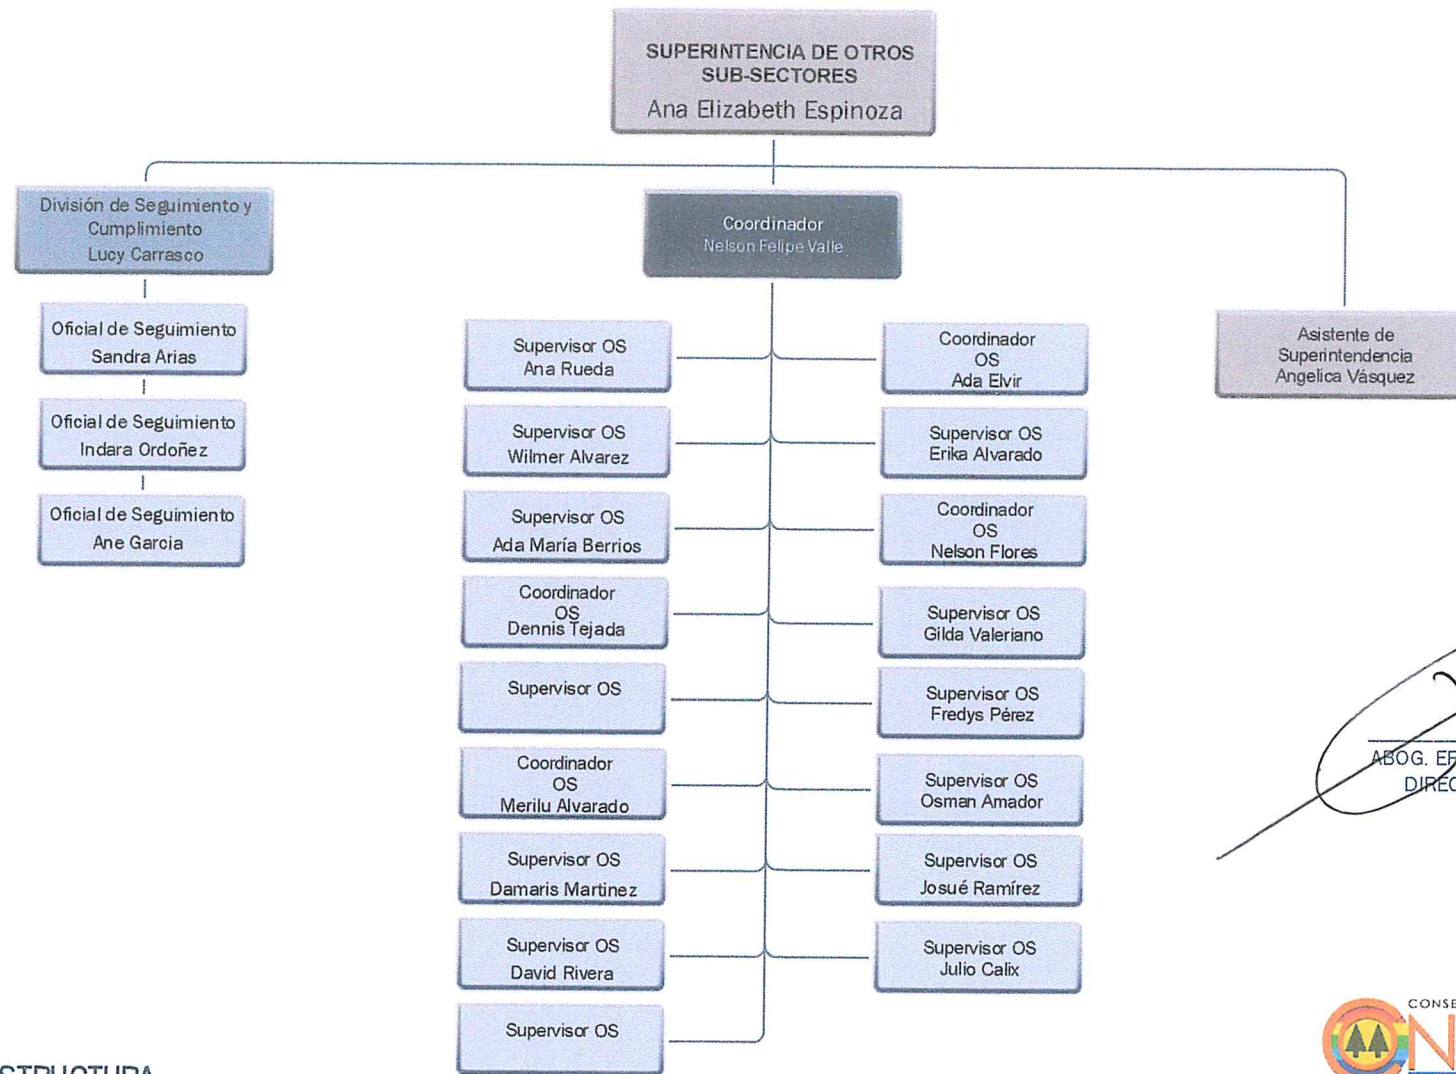 SUPERINTENCIA DE OTROS
SUB-SECTORES
Ana Elizabeth Espinoza
División de Seguimiento y
Cumplimiento
Lucy Carrasco
Coordinador
Nelson Felipe Valle
Asistente de
Superintendencia
Angelica Vásquez
Oficial de Seguimiento
Sandra Arias
Oficial de Seguimiento
Indara Ordoñez
Oficial de Seguimiento
Ane Garcia
Supervisor OS
Ana Rueda
Coordinador
OS
Ada Elvir
Supervisor OS
Wilmer Alvarez
Supervisor OS
Erika Alvarado
Supervisor OS
Ada María Berrios
Coordinador
OS
Nelson Flores
Coordinador
OS
Dennis Tejada
Supervisor OS
Gilda Valeriano
Supervisor OS
Supervisor OS
Fredys Pérez
Coordinador
OS
Merilu Alvarado
Supervisor OS
Osman Amador
Supervisor OS
Damaris Martinez
Supervisor OS
Josué Ramírez
Supervisor OS
David Rivera
Supervisor OS
Julio Calix
Supervisor OS
ABOG.